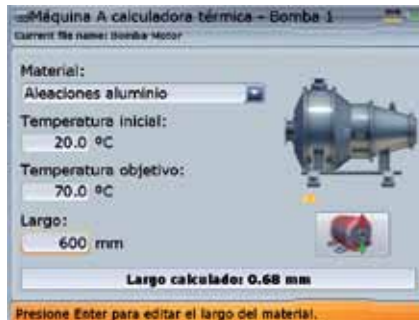 Máquina A calculadora térmica - Bomba 1
Current file name: Bomba Motor
Material:
Aleaciones aluminio
Temperatura inicial:
20.0 ºC
Temperatura objetivo:
70.0 ºC
Largo:
600 mm
Largo calculado: 0.68 mm
Presione Enter para editar el largo del material.